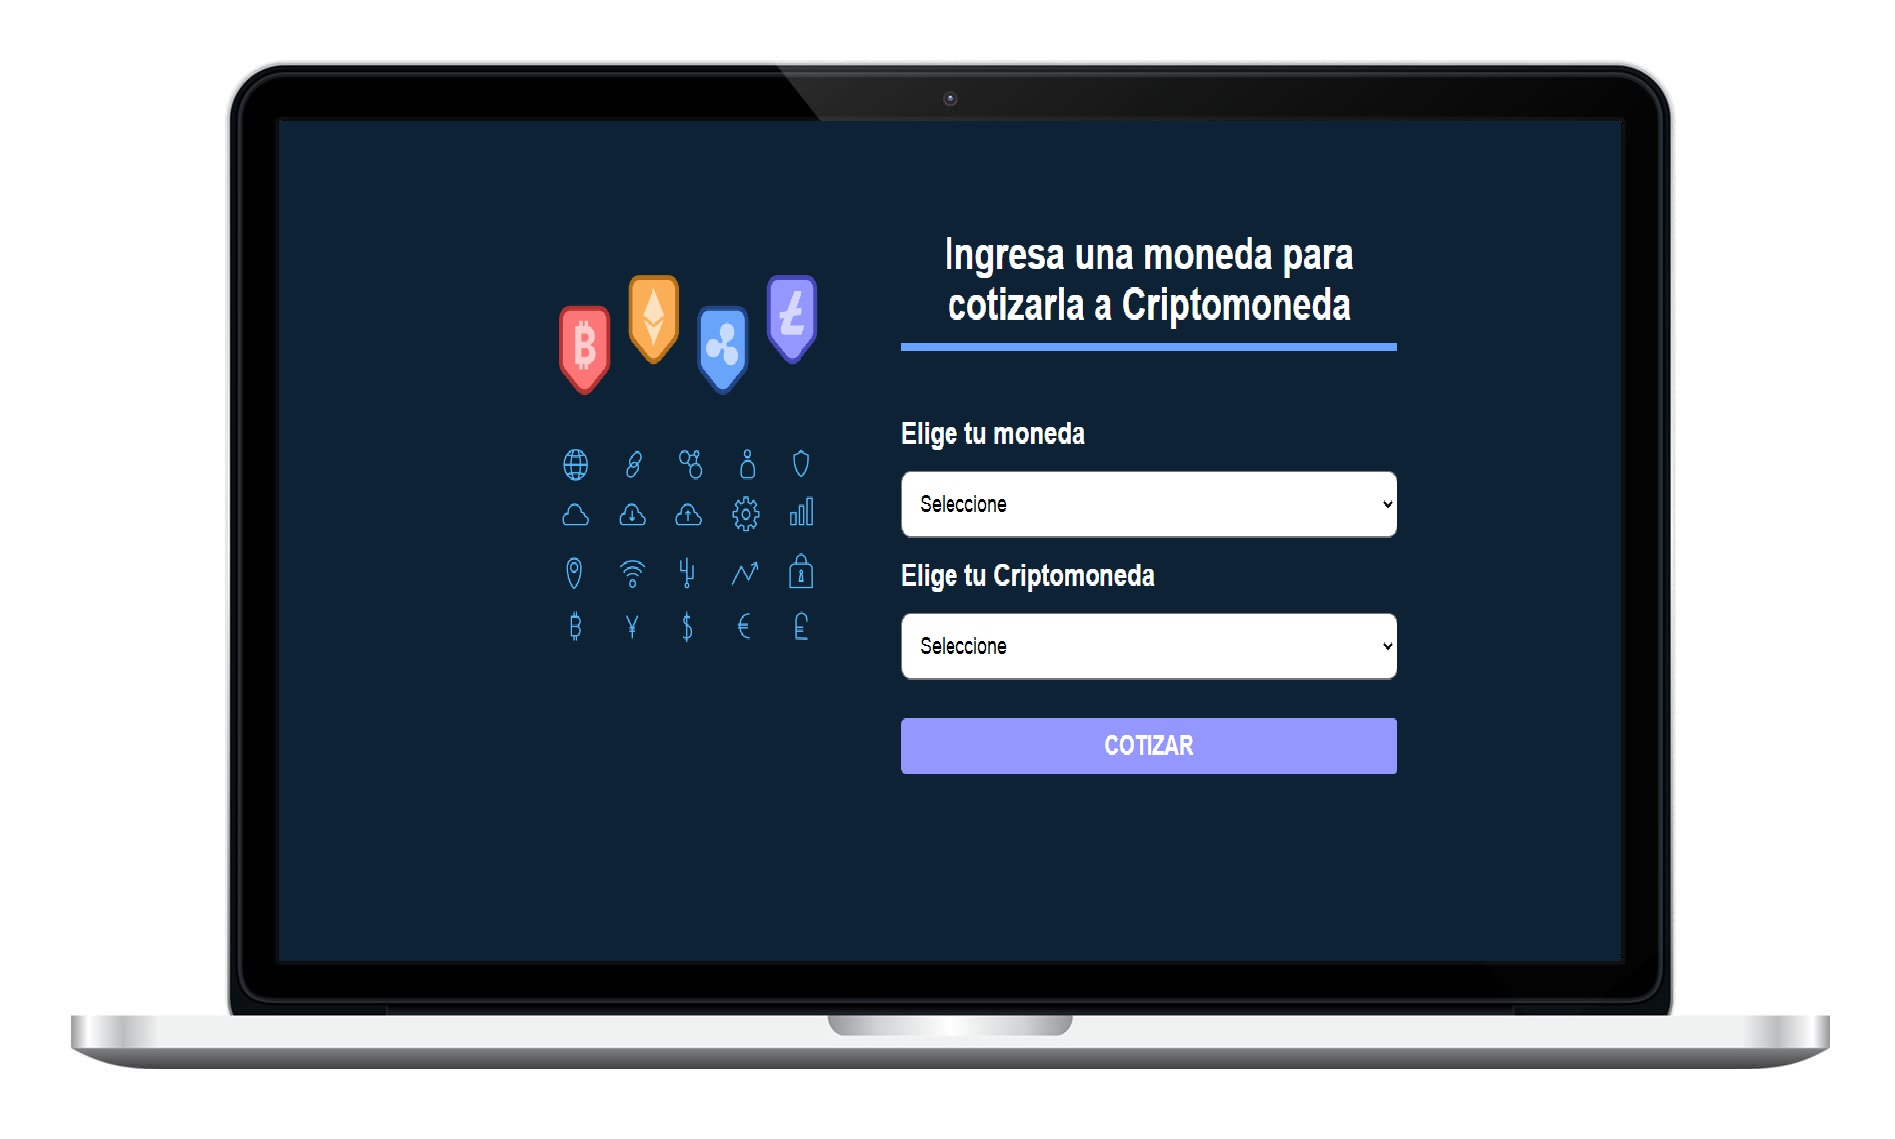 Ingresa una moneda para
cotizarla a Criptomoneda
Elige tu moneda
Seleccione
Elige tu Criptomoneda
Seleccione
COTIZAR